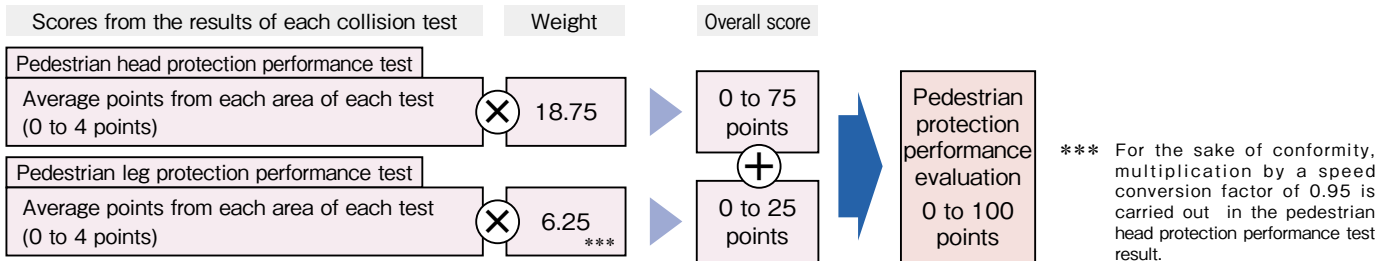 Scores from the results of each collision test
Weight
Overall score
Pedestrian head protection performance test
Average points from each area of each test
(0 to 4 points)
×
18.75
0 to 75
points
+
Pedestrian leg protection performance test
Average points from each area of each test
(0 to 4 points)
×
6.25
***
0 to 25
points
Pedestrian
protection
performance
evaluation
0 to 100
points
*** For the sake of conformity,
multiplication by a speed
conversion factor of 0.95 is
carried out in the pedestrian
head protection performance test
result.